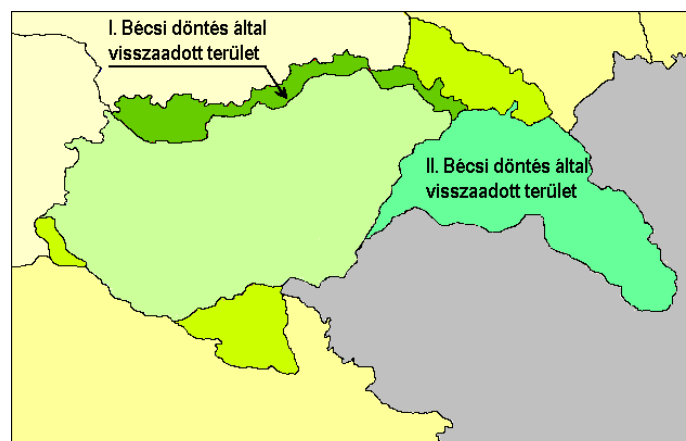 I. Bécsi döntés által
visszaadott terület
II. Bécsi döntés által
visszaadott terület